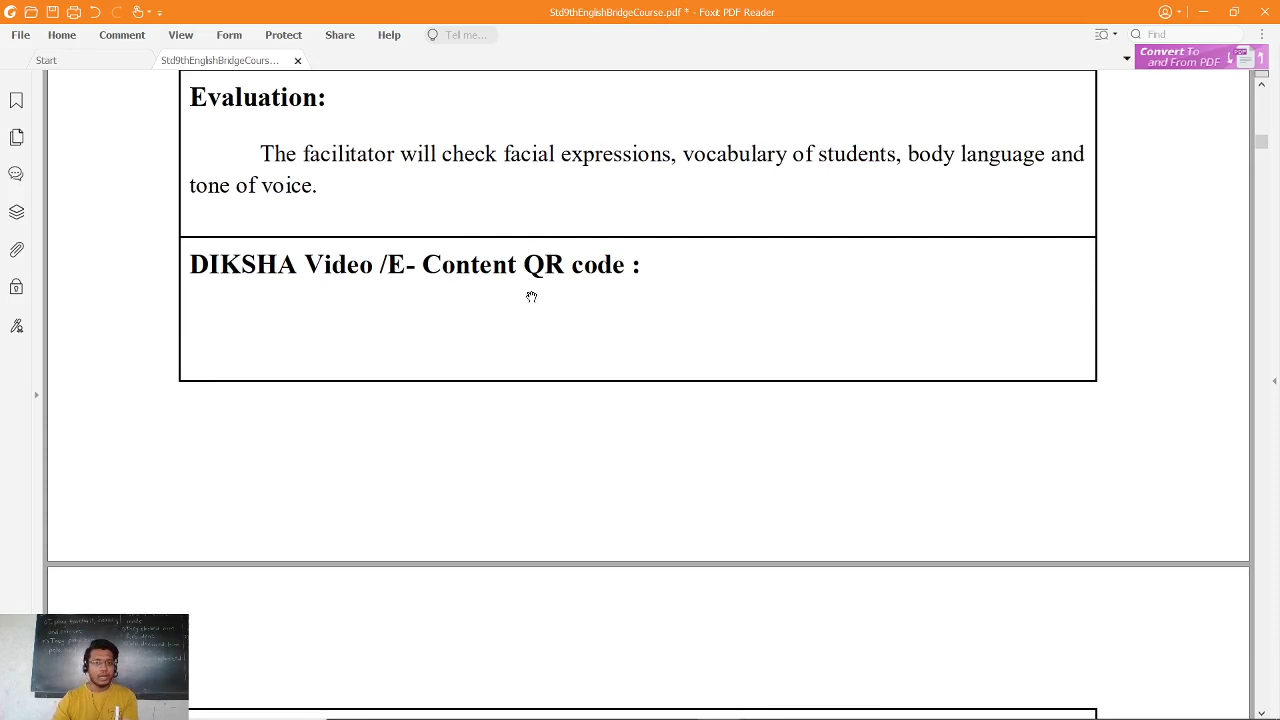 Std9thEnglishBridgeCourse.pdf * - Foxit PDF Reader
File Home Comment View Form Protect Share Help Tell me... Find
Start Std9thEnglishBridgeCours...
Convert To
and From PDF
PDF
Evaluation:
The facilitator will check facial expressions, vocabulary of students, body language and
tone of voice.
DIKSHA Video /E- Content QR code :